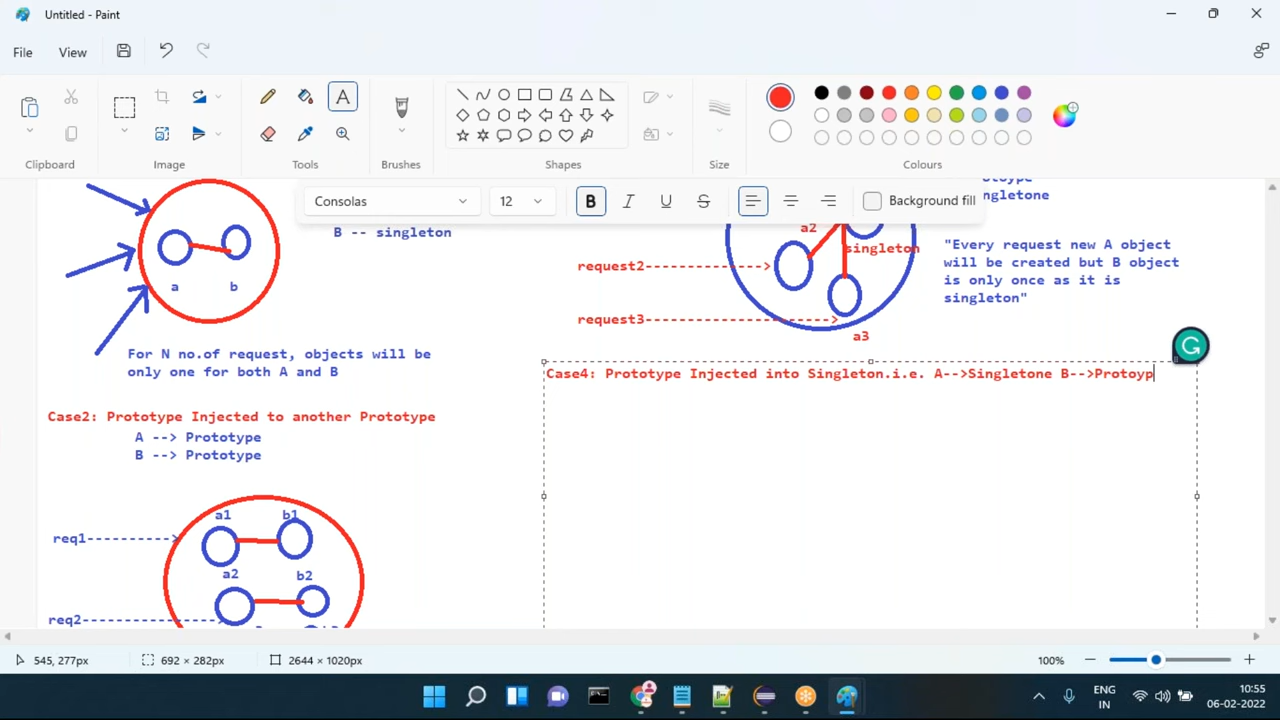 Untitled - Paint
File
View
Clipboard
Image
Tools
Brushes
Shapes
Size
Colours
Consolas
12
B
Background fill
B -- singleton
a
b
For N no.of request, objects will be
only one for both A and B
Case2: Prototype Injected to another Prototype
A --> Prototype
B --> Prototype
a1
b1
req1----------->
a2
b2
req2
a2
singleton
request2--------------->
request3
a3
ngletone
"Every request new A object
will be created but B object
is only once as it is
singleton"
Case4: Prototype Injected into Singleton.i.e. A-->Singletone B-->Protoyp
545, 277px
692 × 282px
2644 × 1020px
100%
ENG
IN
10:55
06-02-2022